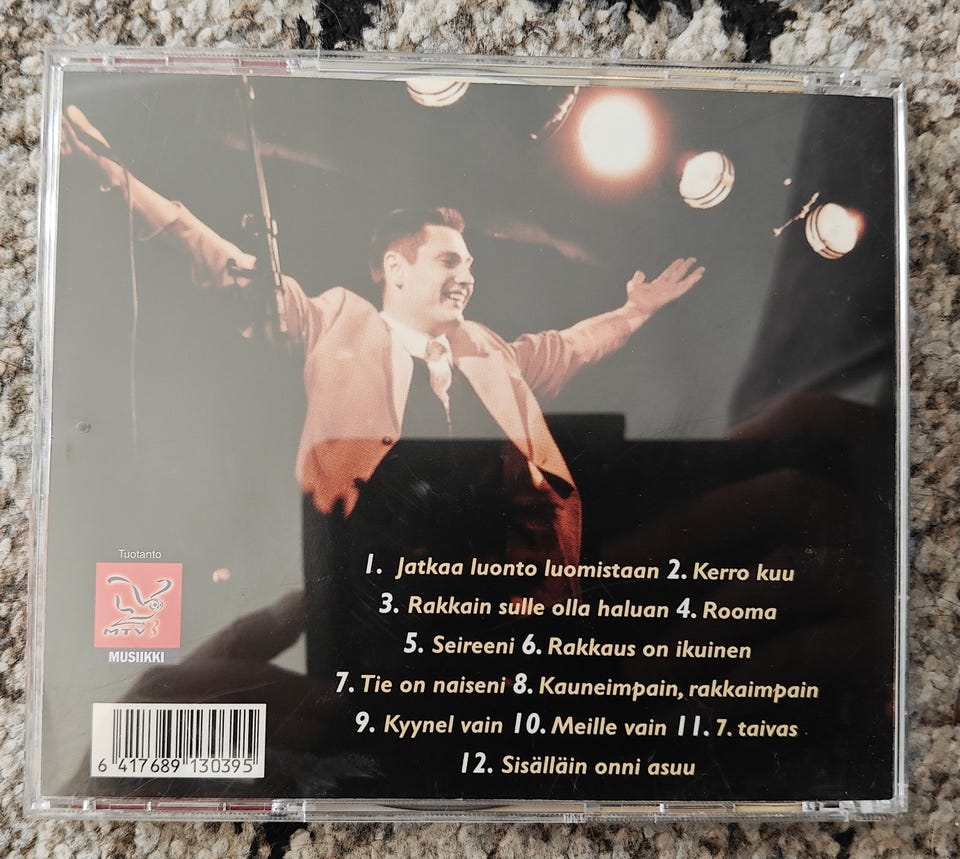 1. Jatkaa luonto luomistaan 2. Kerro kuu
3. Rakkain sulle olla haluan 4. Rooma
5. Seireeni 6. Rakkaus on ikuinen
7. Tie on naiseni 8. Kauneimpain, rakkaimpain
9. Kyynel vain 10. Meille vain 11. 7. taivas
12. Sisälläin onni asuu
Tuotanto
MTV3
MUSIIKKI
6 417689 130395